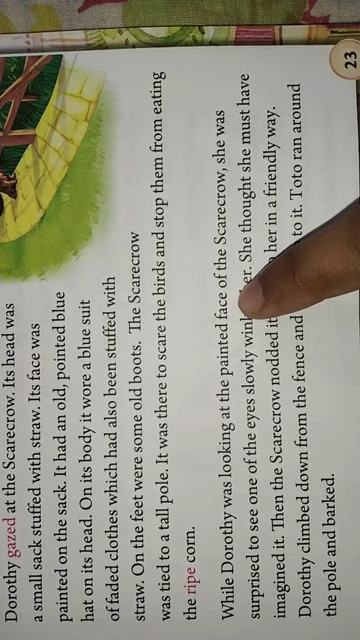 Dorothy gazed at the Scarecrow. Its head was
a small sack stuffed with straw. Its face was
painted on the sack. It had an old, pointed blue
hat on its head. On its body it wore a blue suit
of faded clothes which had also been stuffed with
straw. On the feet were some old boots. The Scarecrow
was tied to a tall pole. It was there to scare the birds and stop them from eating
the ripe corn.
While Dorothy was looking at the painted face of the Scarecrow, she was
surprised to see one of the eyes slowly She thought she must have
imagined it. Then the Scarecrow nodded her in a friendly way.
Dorothy climbed down from the fence and to it. Toto ran around
the pole and barked.
23